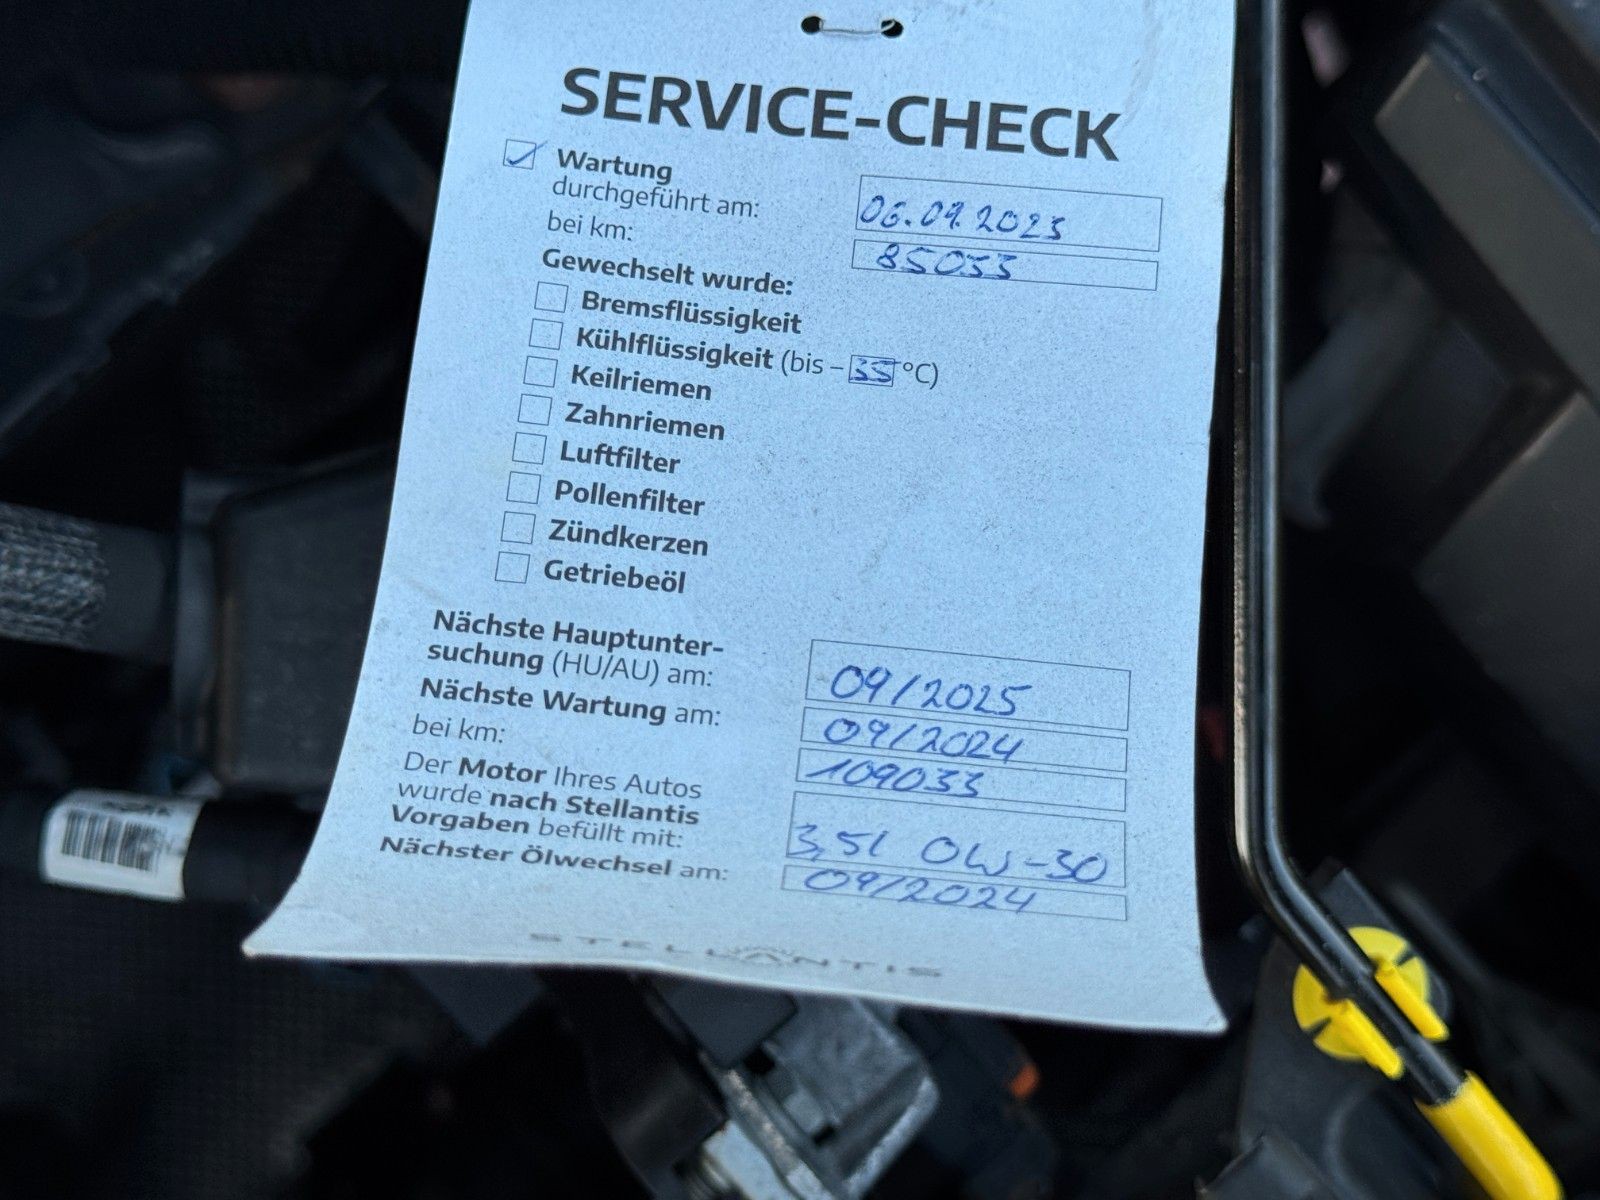 SERVICE-CHECK
Wartung
durchgeführt am: 06.09.2023
bei km: 85033
Gewechselt wurde:
Bremsflüssigkeit
Kühlflüssigkeit (bis – 35 °C)
Keilriemen
Zahnriemen
Luftfilter
Pollenfilter
Zündkerzen
Getriebeöl
Nächste Hauptunter-
suchung (HU/AU) am: 09/2025
Nächste Wartung am: 09/2024
bei km: 109033
Der Motor Ihres Autos
wurde nach Stellantis
Vorgaben befüllt mit: 3,5l 0W-30
Nächster Ölwechsel am: 09/2024
STELLANTIS